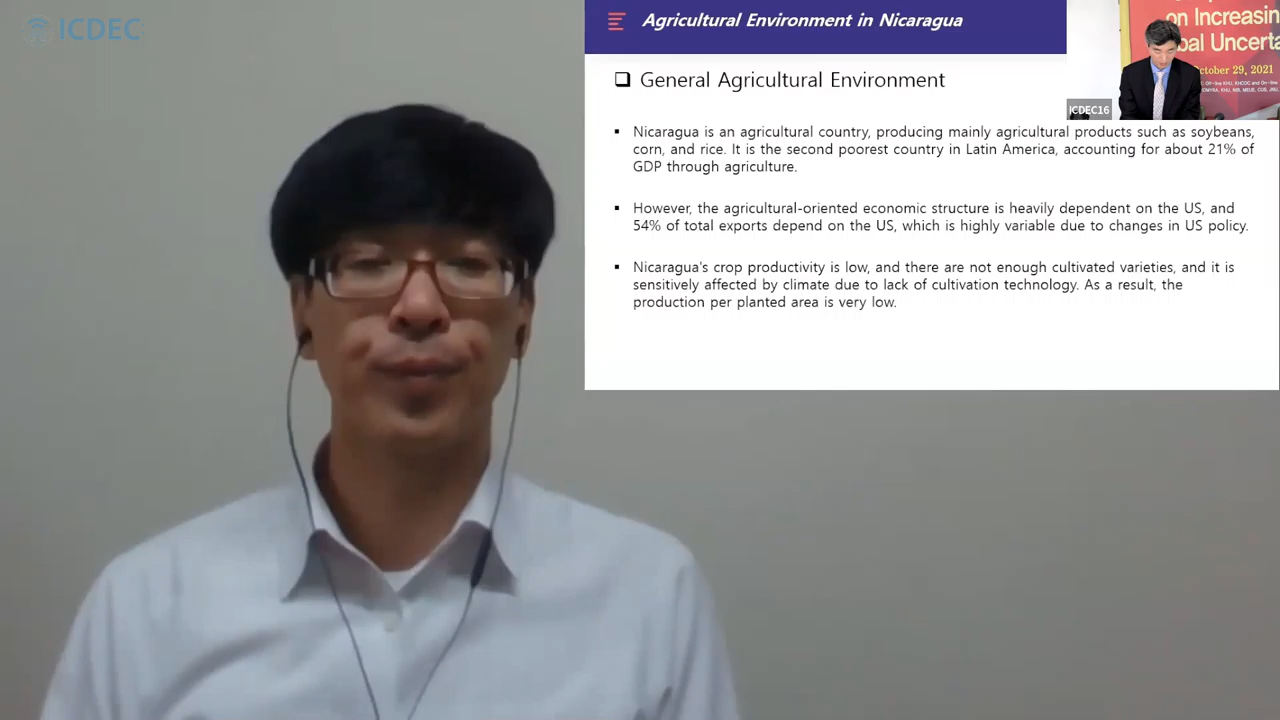 ICDEC
Agricultural Environment in Nicaragua
General Agricultural Environment
Nicaragua is an agricultural country, producing mainly agricultural products such as soybeans,
corn, and rice. It is the second poorest country in Latin America, accounting for about 21% of
GDP through agriculture.
However, the agricultural-oriented economic structure is heavily dependent on the US, and
54% of total exports depend on the US, which is highly variable due to changes in US policy.
Nicaragua's crop productivity is low, and there are not enough cultivated varieties, and it is
sensitively affected by climate due to lack of cultivation technology. As a result, the
production per planted area is very low.
on Increasin
bal Uncerta
ctober 29, 2021
ICDEC16